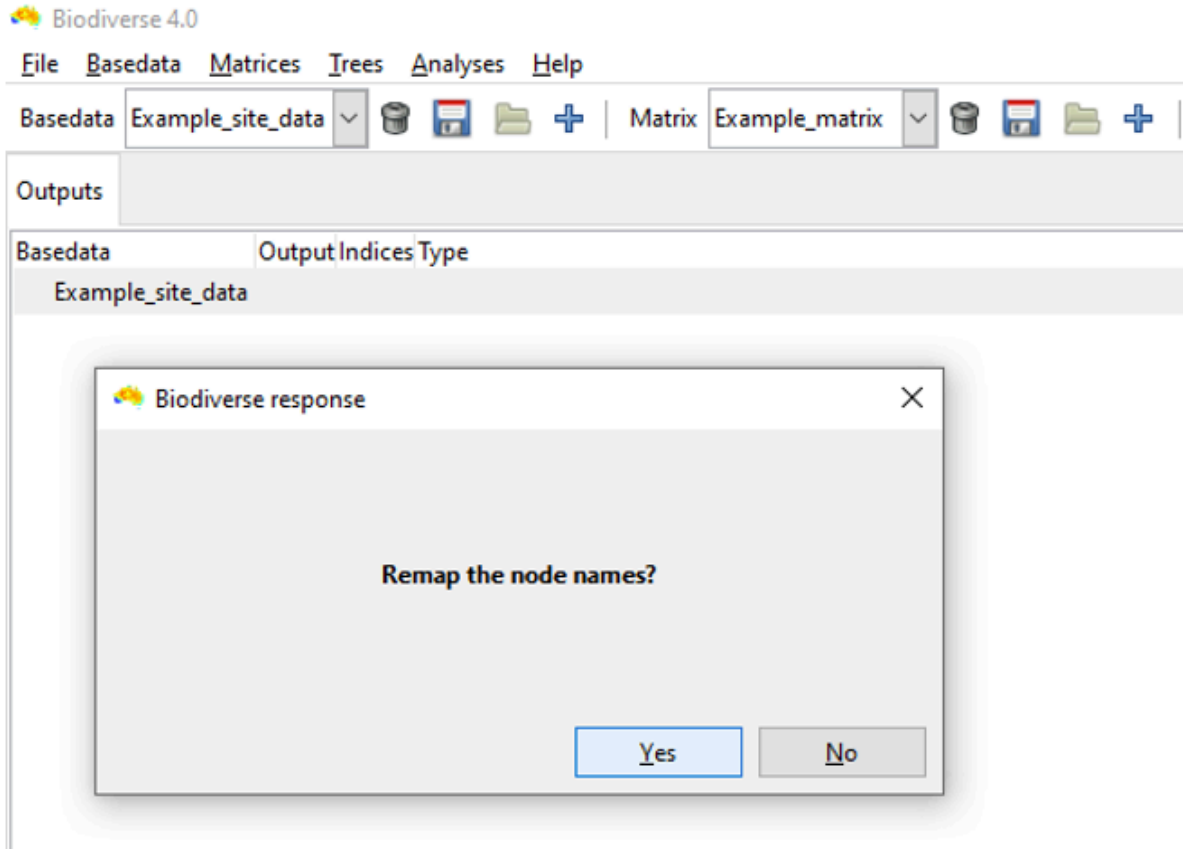 Biodiverse 4.0
File Basedata Matrices Trees Analyses Help
Basedata Example_site_data Matrix Example_matrix
Outputs
Basedata Output Indices Type
Example_site_data
Biodiverse response
Remap the node names?
Yes No